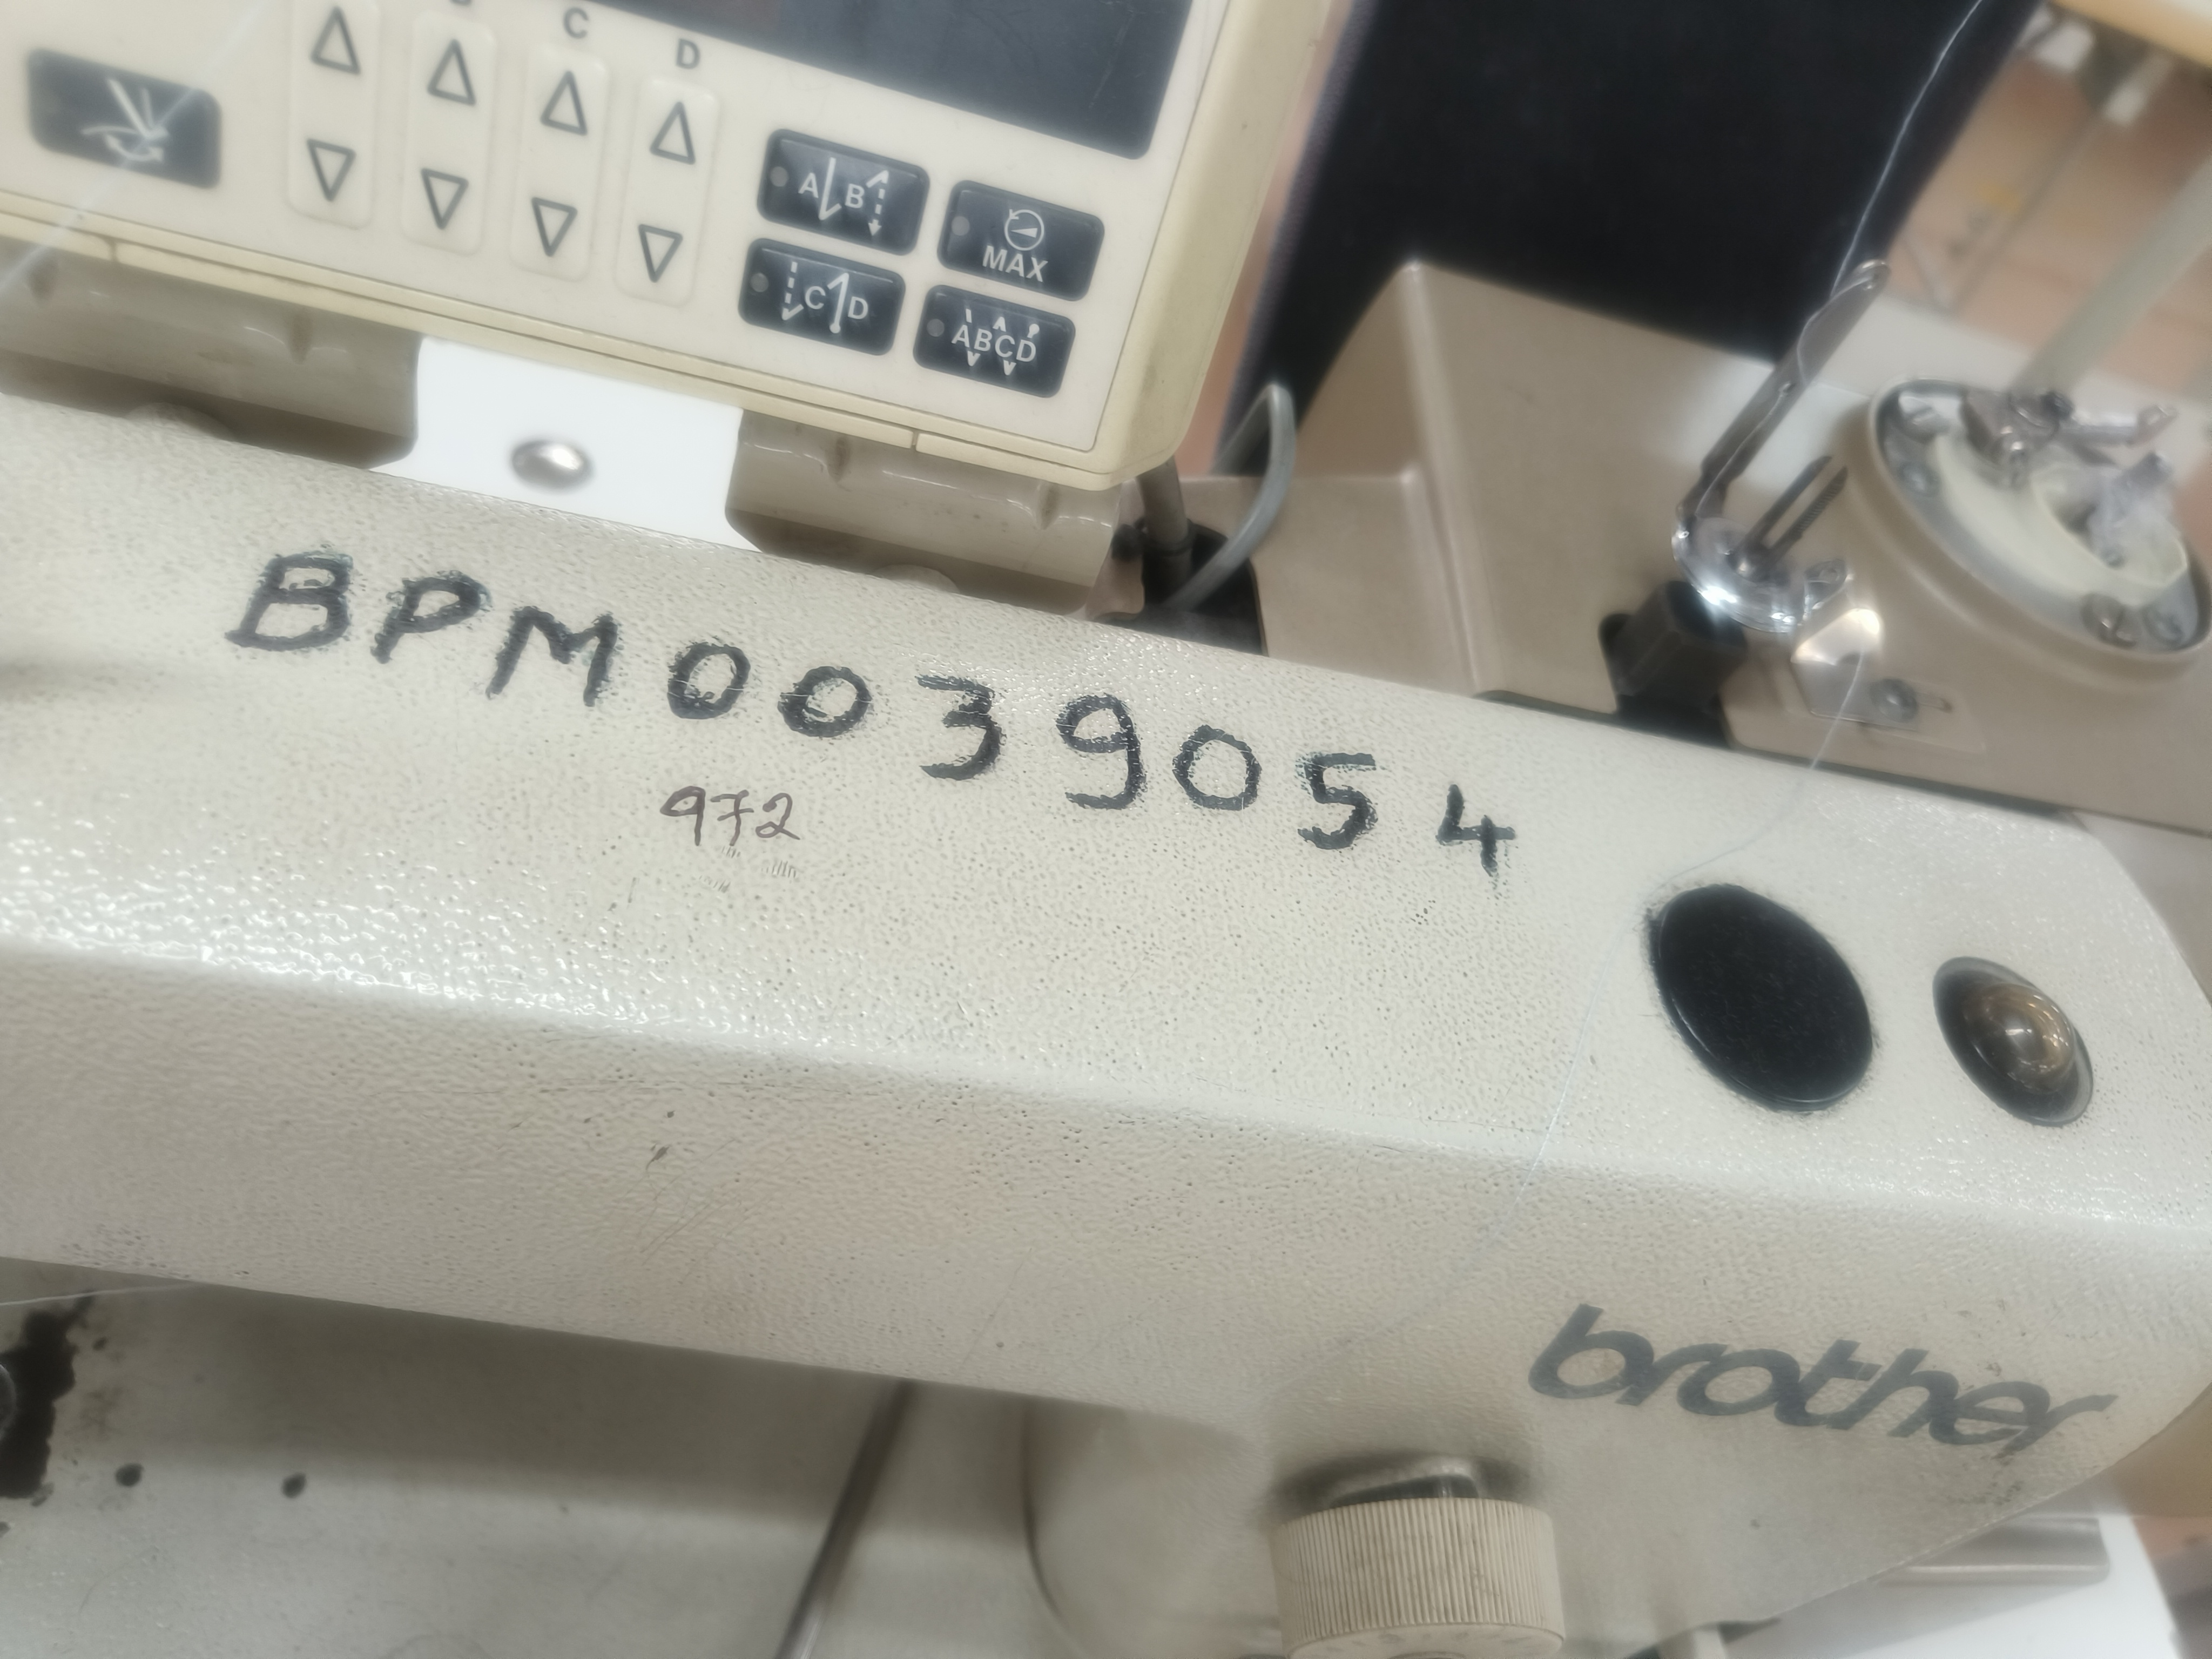 C
D
A B
MAX
C D
ABCD
BPM0039054
972
brother